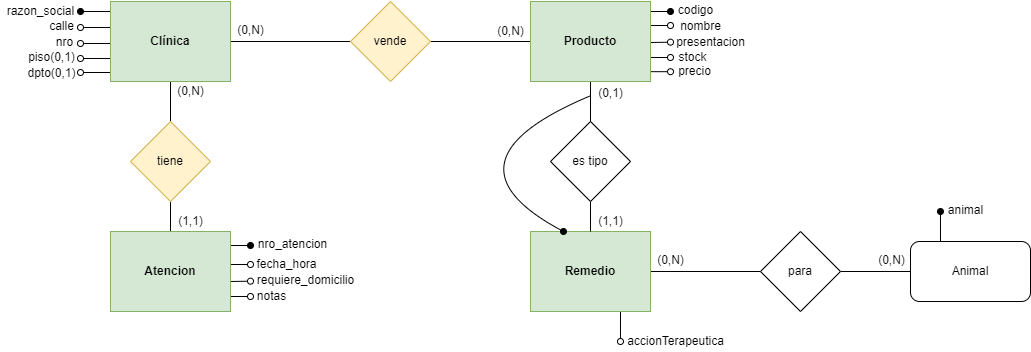 razon_social
calle
nro
piso(0,1)
dpto(0,1)
Clínica
(0,N)
vende
(0,N)
Producto
codigo
nombre
presentacion
stock
precio
(0,N)
(0,1)
tiene
es tipo
(1,1)
(1,1)
Atencion
nro_atencion
fecha_hora
requiere_domicilio
notas
Remedio
(0,N)
para
(0,N)
animal
Animal
accionTerapeutica